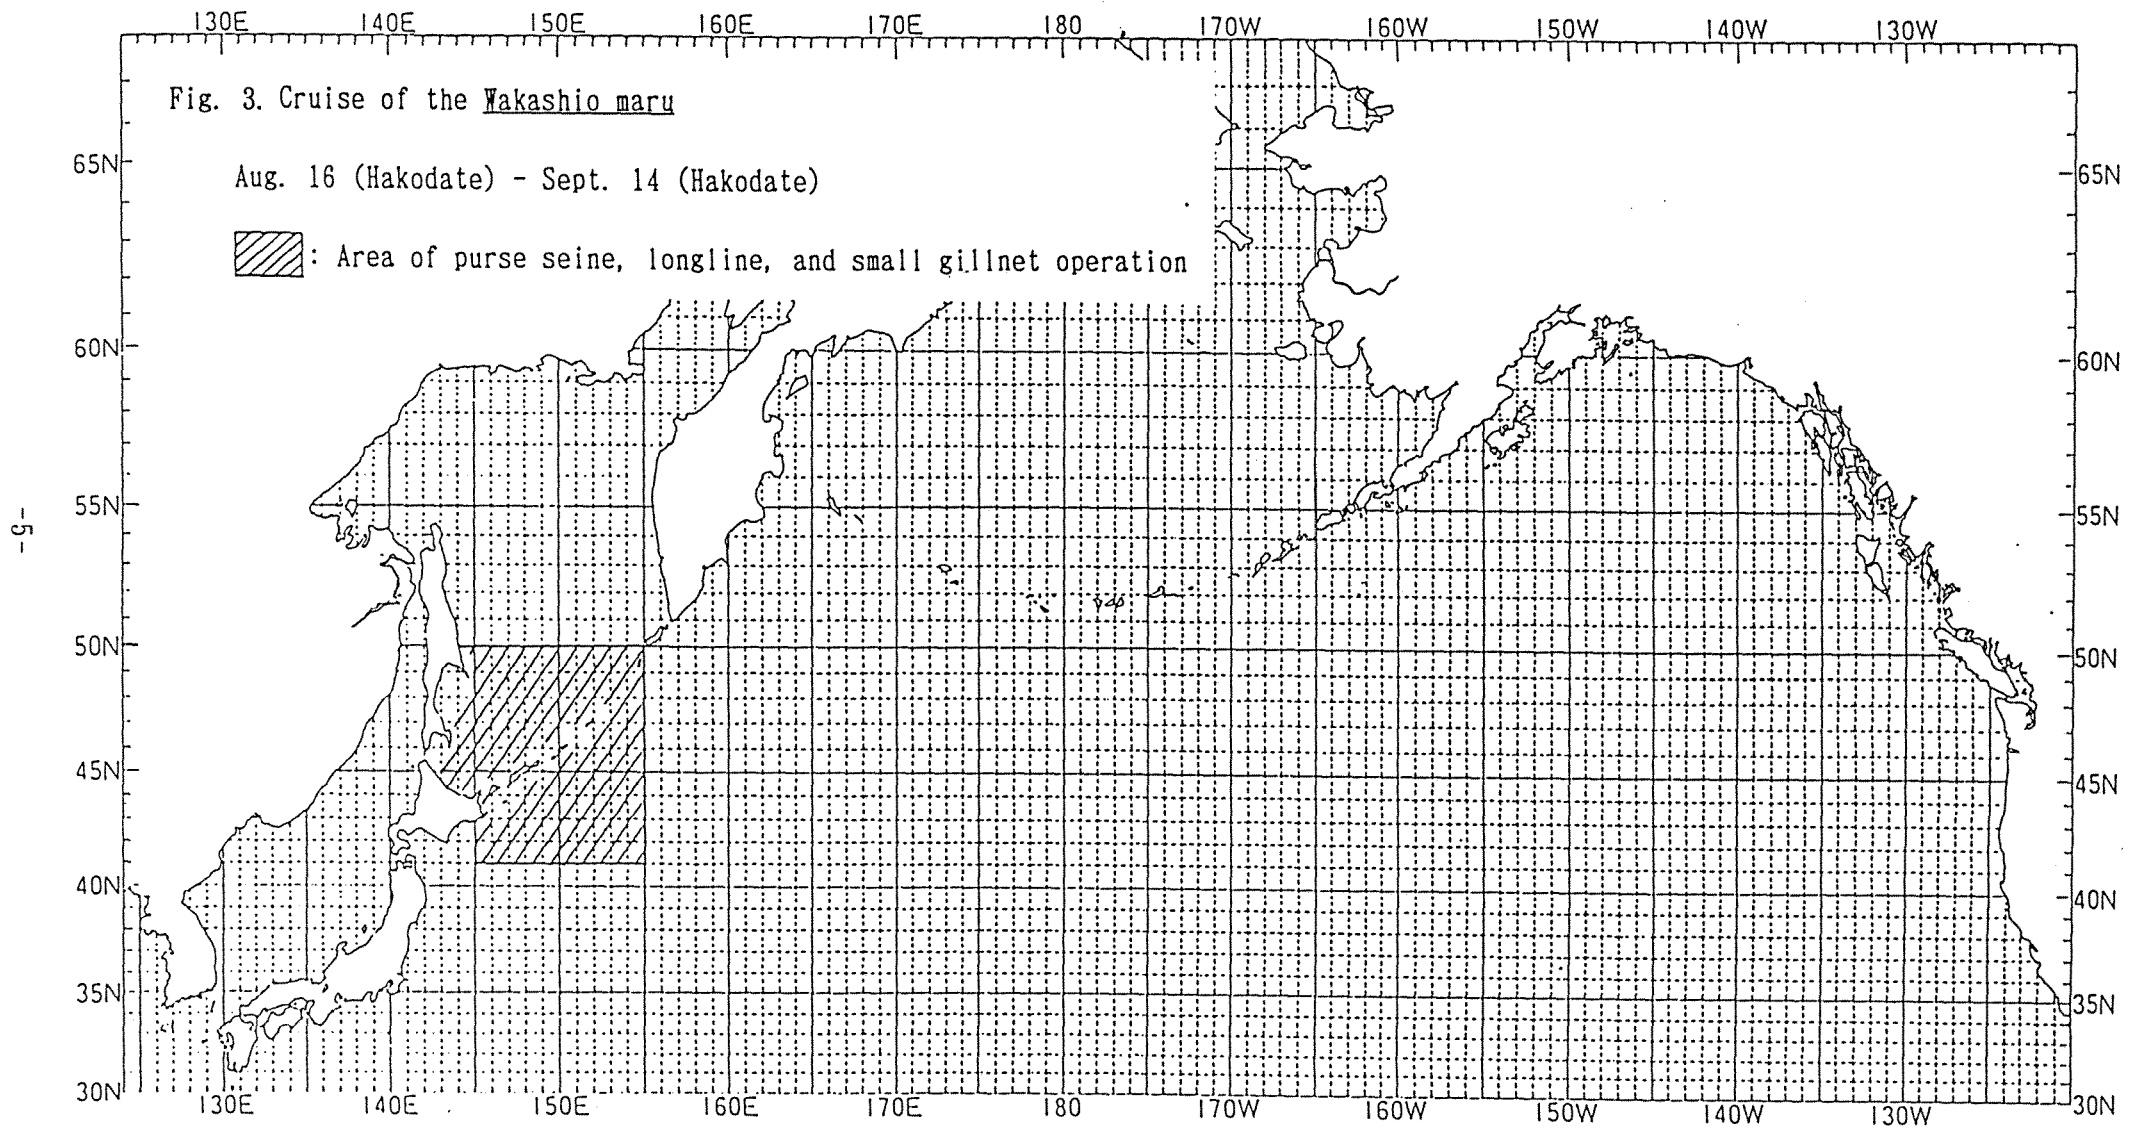 130E 140E 150E 160E 170E 180 170W 160W 150W 140W 130W
Fig. 3. Cruise of the Wakashio maru
Aug. 16 (Hakodate) - Sept. 14 (Hakodate)
: Area of purse seine, longline, and small gillnet operation
65N 65N
60N 60N
55N 55N
50N 50N
45N 45N
40N 40N
35N 35N
30N 30N
130E 140E 150E 160E 170E 180 170W 160W 150W 140W 130W
-5-